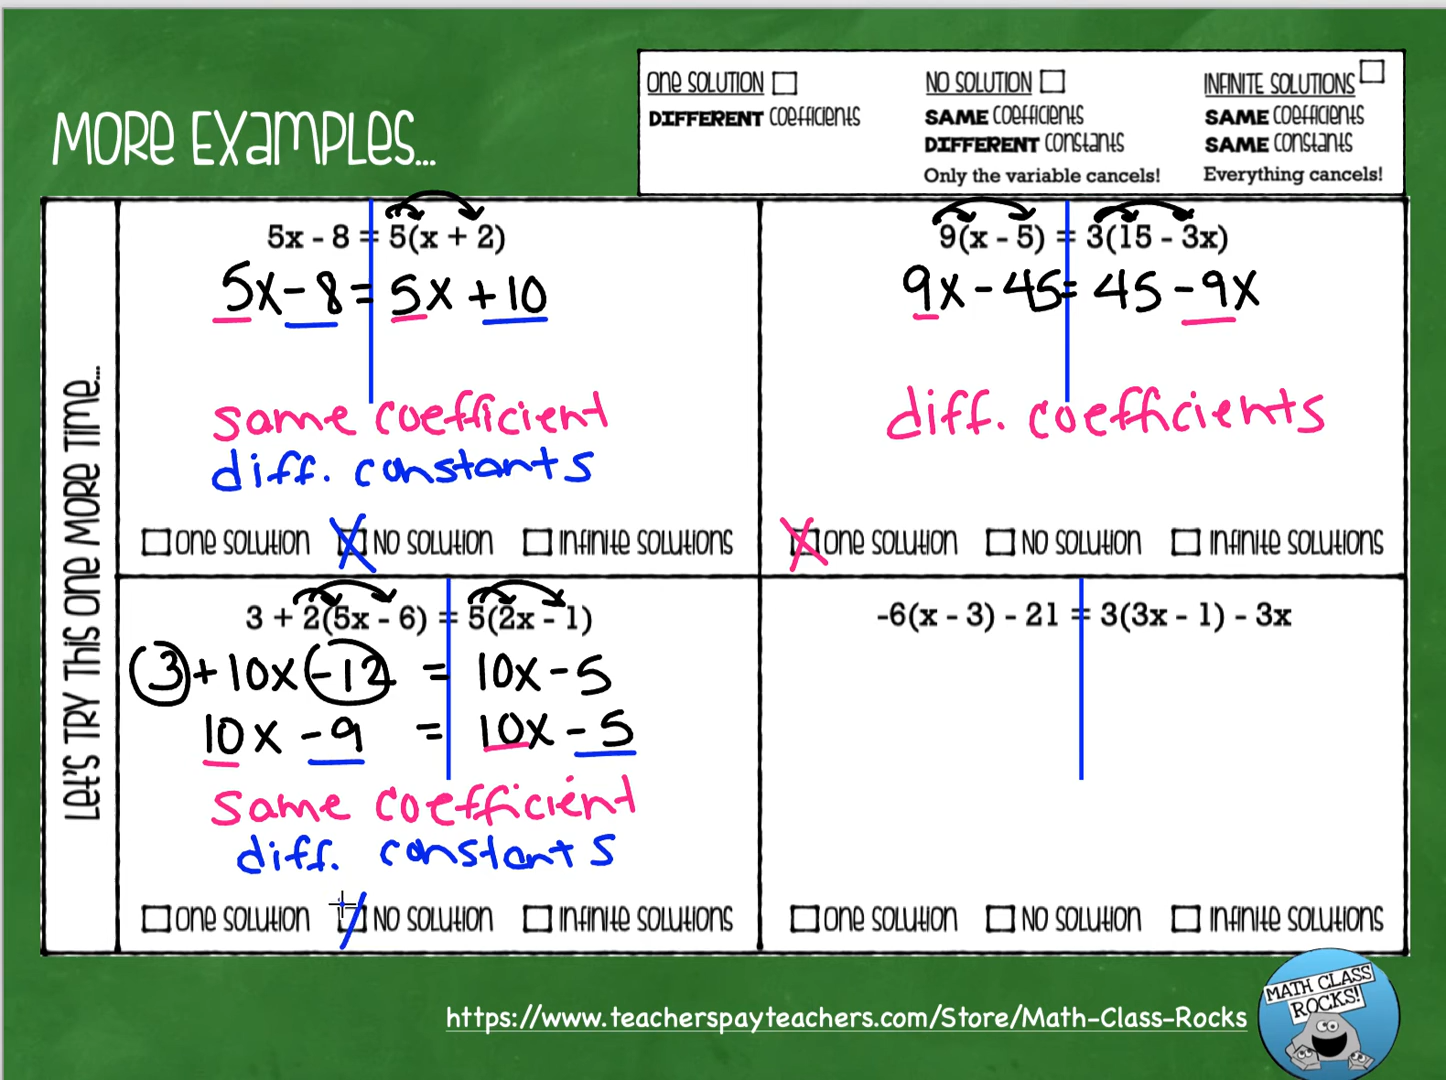 MORE EXAMPLES...
ONE SOLUTION
DIFFERENT COEFFICIENTS
NO SOLUTION
SAME COEFFICIENTS
DIFFERENT CONSTANTS
Only the variable cancels!
INFINITE SOLUTIONS
SAME COEFFICIENTS
SAME CONSTANTS
Everything cancels!
LET'S TRY THIS ONE MORE TIME...
5x - 8 = 5(x + 2)
5x - 8 = 5x + 10
same coefficient
diff. constants
ONE SOLUTION NO SOLUTION INFINITE SOLUTIONS
9(x - 5) = 3(15 - 3x)
9x - 45 = 45 - 9x
diff. coefficients
ONE SOLUTION NO SOLUTION INFINITE SOLUTIONS
3 + 2(5x - 6) = 5(2x - 1)
3 + 10x - 12 = 10x - 5
10x - 9 = 10x - 5
same coefficient
diff. constants
ONE SOLUTION NO SOLUTION INFINITE SOLUTIONS
-6(x - 3) - 21 = 3(3x - 1) - 3x
ONE SOLUTION NO SOLUTION INFINITE SOLUTIONS
https://www.teacherspayteachers.com/Store/Math-Class-Rocks
MATH CLASS
ROCKS!